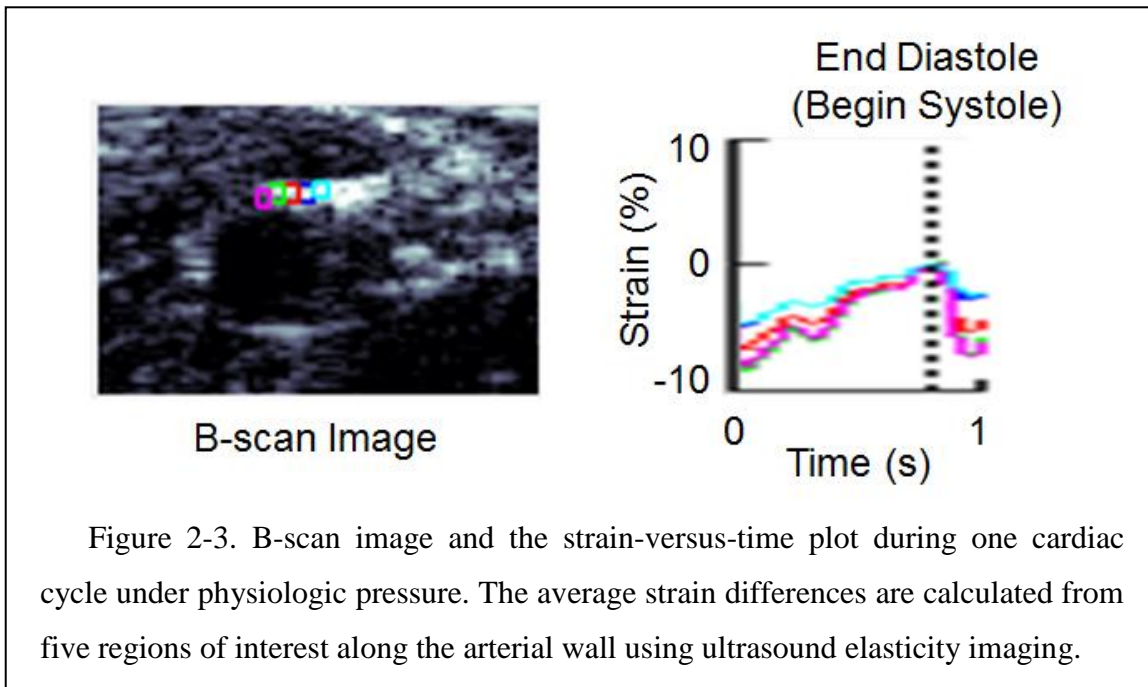 End Diastole
(Begin Systole)
10
0
-10
Strain (%)
0 1
Time (s)
B-scan Image
Figure 2-3. B-scan image and the strain-versus-time plot during one cardiac
cycle under physiologic pressure. The average strain differences are calculated from
five regions of interest along the arterial wall using ultrasound elasticity imaging.